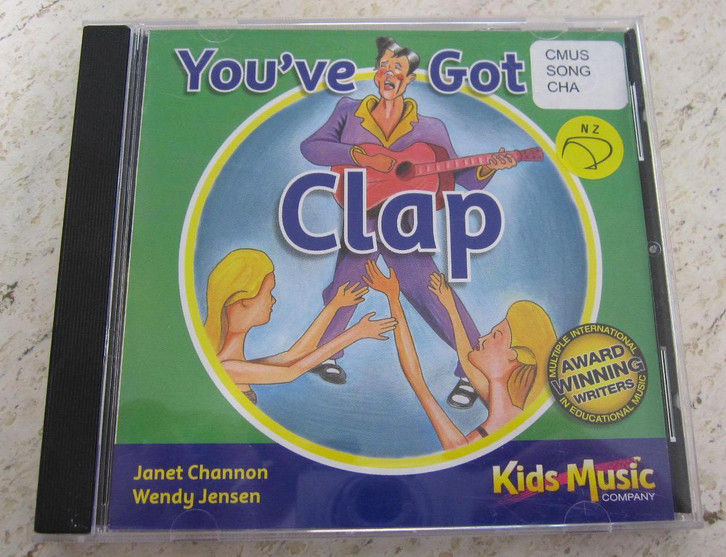 You've Got
CMUS
SONG
CHA
NZ
Clap
MULTIPLE INTERNATIONAL
AWARD
WINNING
WRITERS
IN EDUCATIONAL MUSIC
Janet Channon
Wendy Jensen
Kids Music
COMPANY